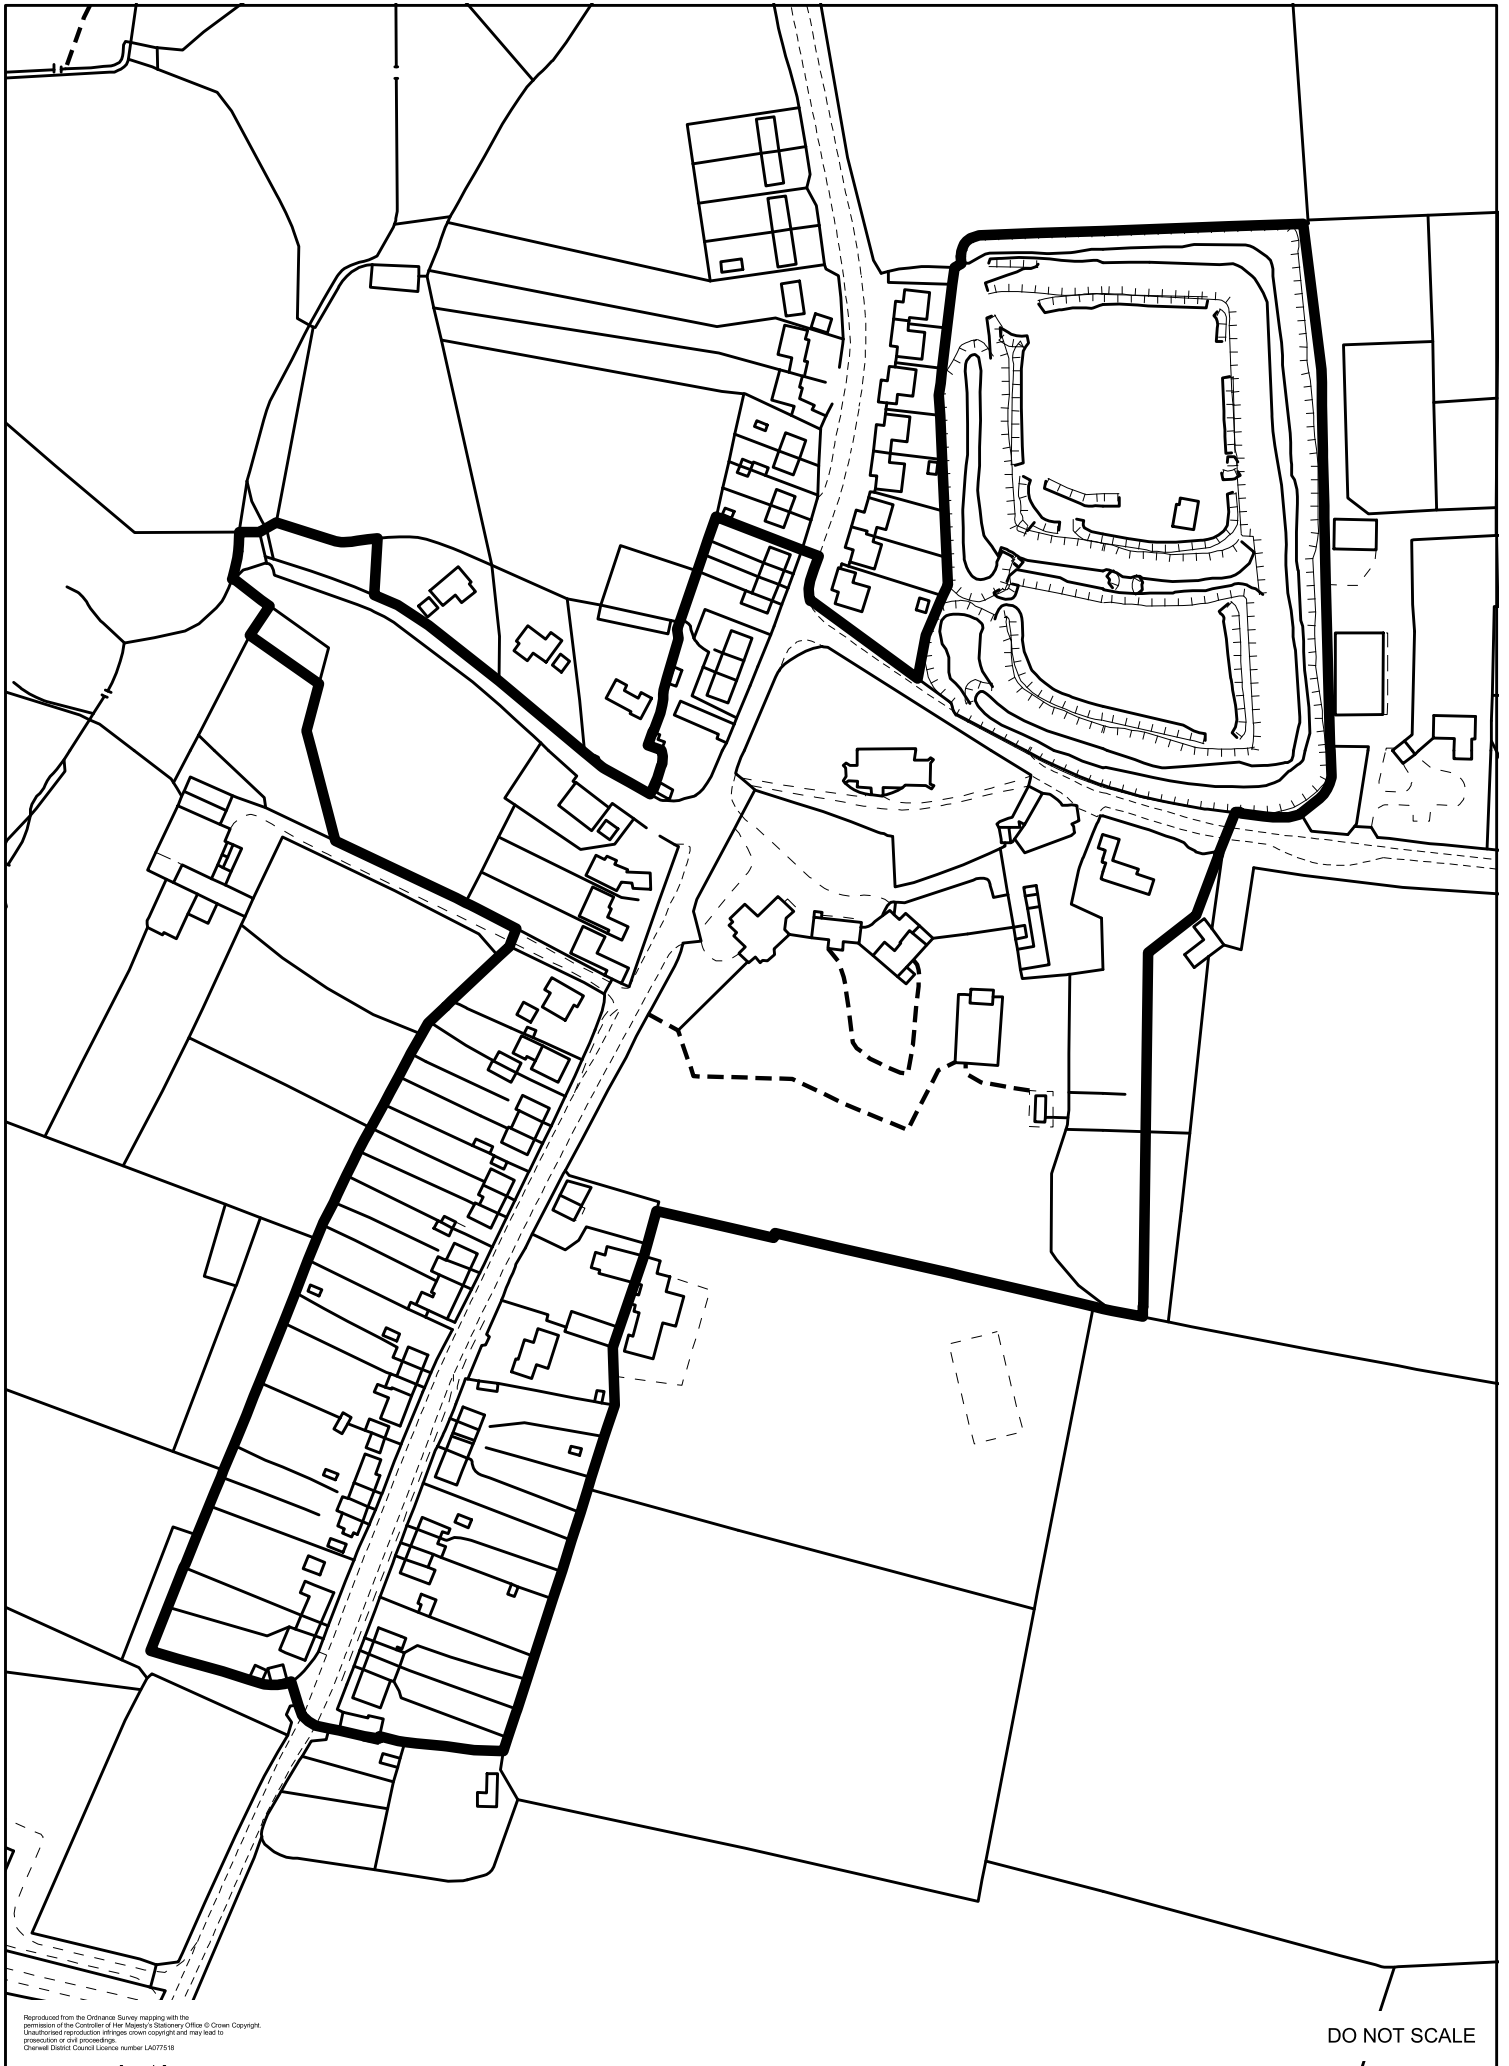 Reproduced from the Ordnance Survey mapping with the
permission of the Controller of Her Majesty's Stationery Office © Crown Copyright.
Unauthorised reproduction infringes crown copyright and may lead to
prosecution or civil proceedings.
Cherwell District Council Licence number LA077518
DO NOT SCALE